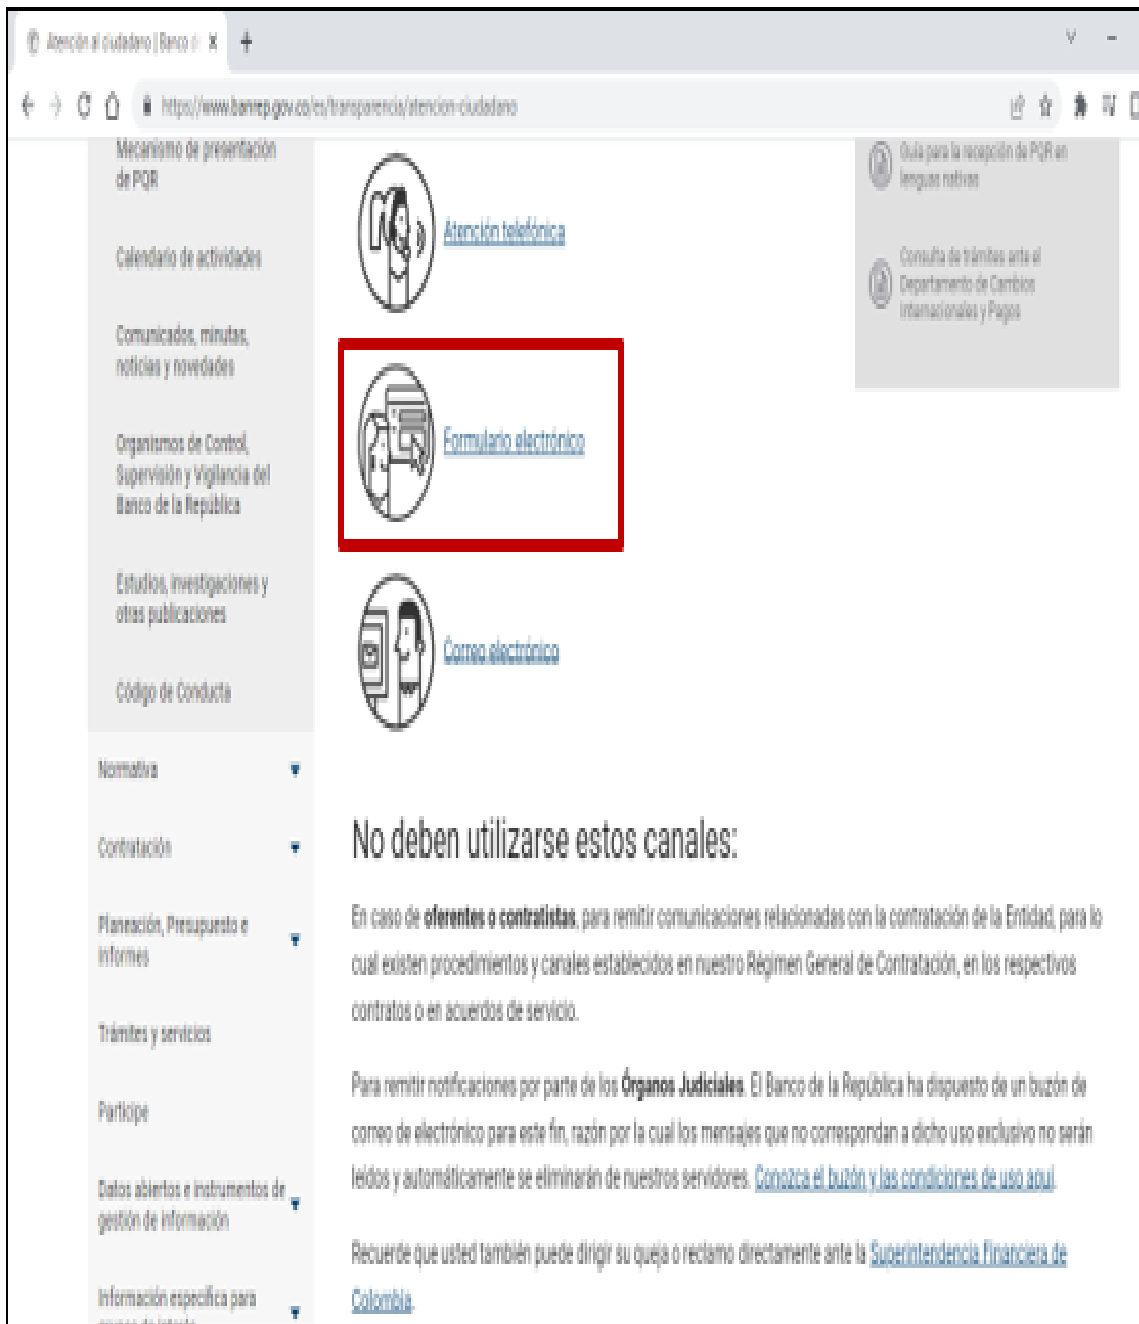 Atención al ciudadano | Banco de
https://www.banrep.gov.co/es/transparencia/atencion-ciudadano
Mecanismo de presentación
de PQR
Calendario de actividades
Comunicados, minutas,
noticias y novedades
Organismos de Control,
Supervisión y Vigilancia del
Banco de la República
Estudios, investigaciones y
otras publicaciones
Código de Conducta
Normativa
Contratación
Planeación, Presupuesto e
Informes
Trámites y servicios
Participe
Datos abiertos e instrumentos de
gestión de información
Información específica para
grupos de interés
Atención telefónica
Formulario electrónico
Correo electrónico
Guía para la recepción de PQR en
lenguas nativas
Consulta de trámites ante el
Departamento de Cambios
Internacionales y Pagos
No deben utilizarse estos canales:
En caso de oferentes o contratistas, para remitir comunicaciones relacionadas con la contratación de la Entidad, para lo
cual existen procedimientos y canales establecidos en nuestro Régimen General de Contratación, en los respectivos
contratos o en acuerdos de servicio.
Para remitir notificaciones por parte de los Órganos Judiciales. El Banco de la República ha dispuesto de un buzón de
correo de electrónico para este fin, razón por la cual los mensajes que no correspondan a dicho uso exclusivo no serán
leídos y automáticamente se eliminarán de nuestros servidores. Conozca el buzón y las condiciones de uso aquí.
Recuerde que usted también puede dirigir su queja o reclamo directamente ante la Superintendencia Financiera de
Colombia.